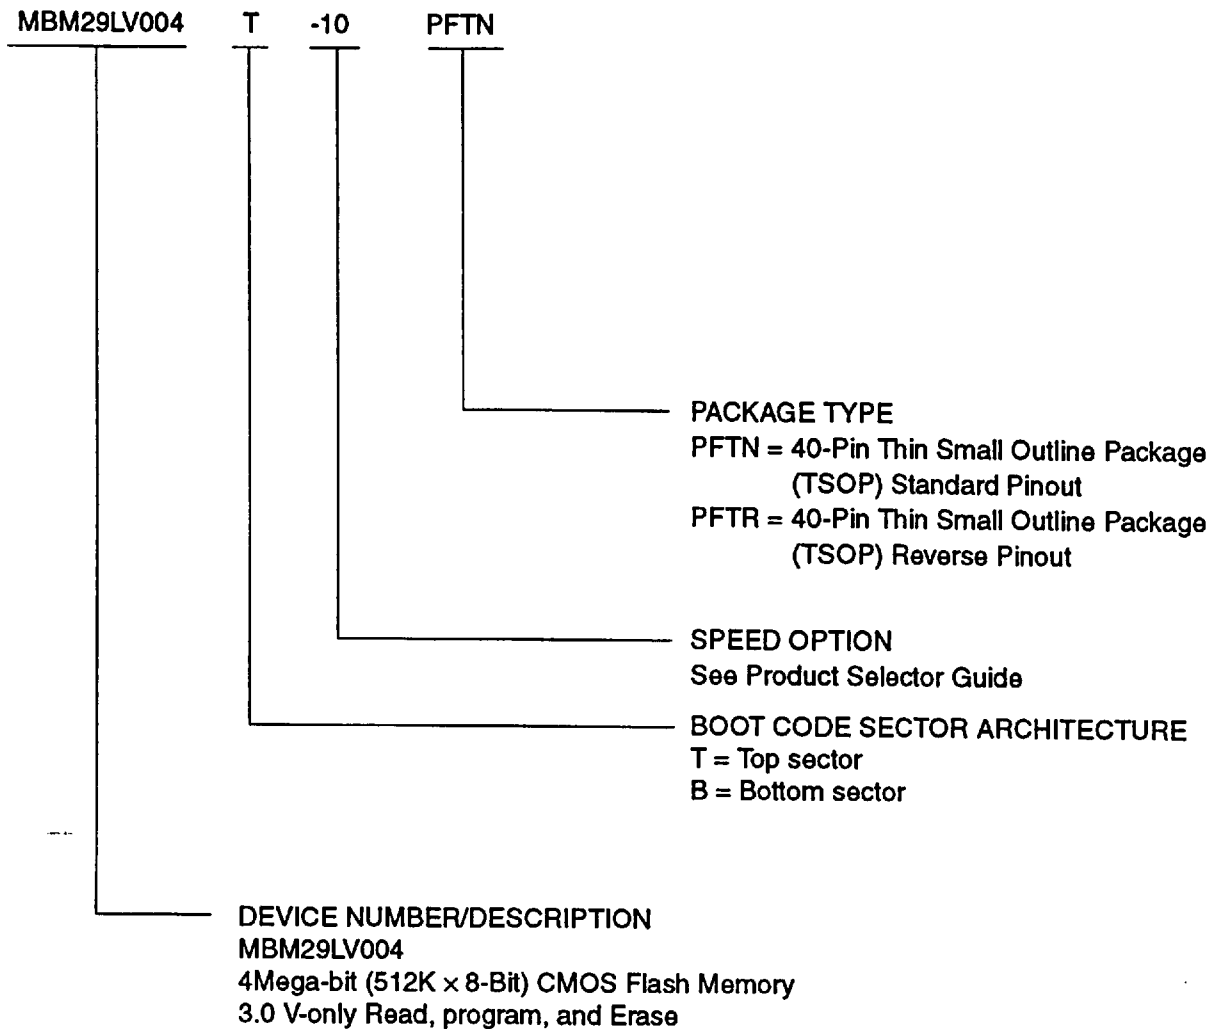 MBM29LV004 T -10 PFTN
PACKAGE TYPE
PFTN = 40-Pin Thin Small Outline Package
(TSOP) Standard Pinout
PFTR = 40-Pin Thin Small Outline Package
(TSOP) Reverse Pinout
SPEED OPTION
See Product Selector Guide
BOOT CODE SECTOR ARCHITECTURE
T = Top sector
B = Bottom sector
DEVICE NUMBER/DESCRIPTION
MBM29LV004
4Mega-bit (512K × 8-Bit) CMOS Flash Memory
3.0 V-only Read, program, and Erase